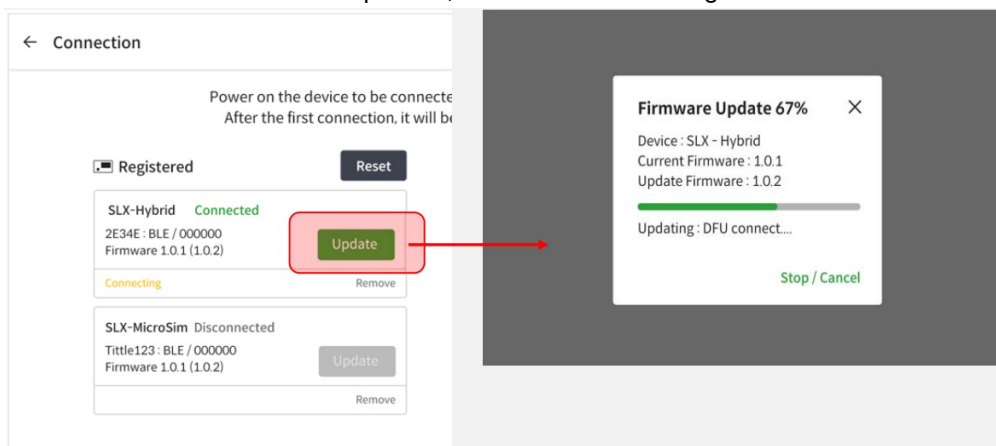 ← Connection
Power on the device to be connecte
After the first connection, it will be
Registered
Reset
SLX-Hybrid Connected
2E34E : BLE / 000000
Firmware 1.0.1 (1.0.2)
Update
Connecting
Remove
SLX-MicroSim Disconnected
Tittle123 : BLE / 000000
Firmware 1.0.1 (1.0.2)
Update
Remove
Firmware Update 67%
Device : SLX - Hybrid
Current Firmware : 1.0.1
Update Firmware : 1.0.2
Updating : DFU connect....
Stop / Cancel